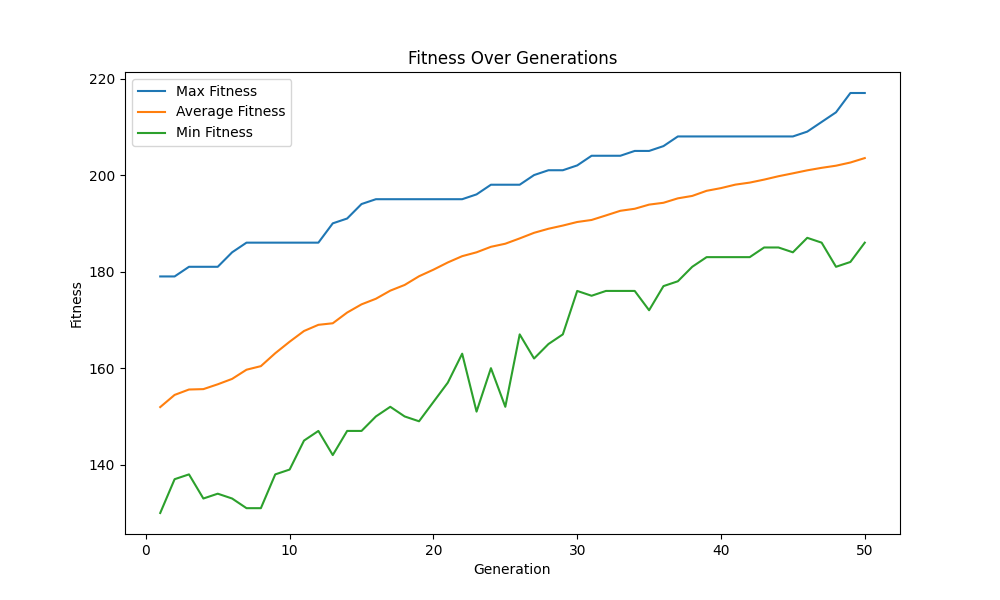 Fitness Over Generations
220
200
180
160
140
Fitness
Max Fitness
Average Fitness
Min Fitness
0 10 20 30 40 50
Generation